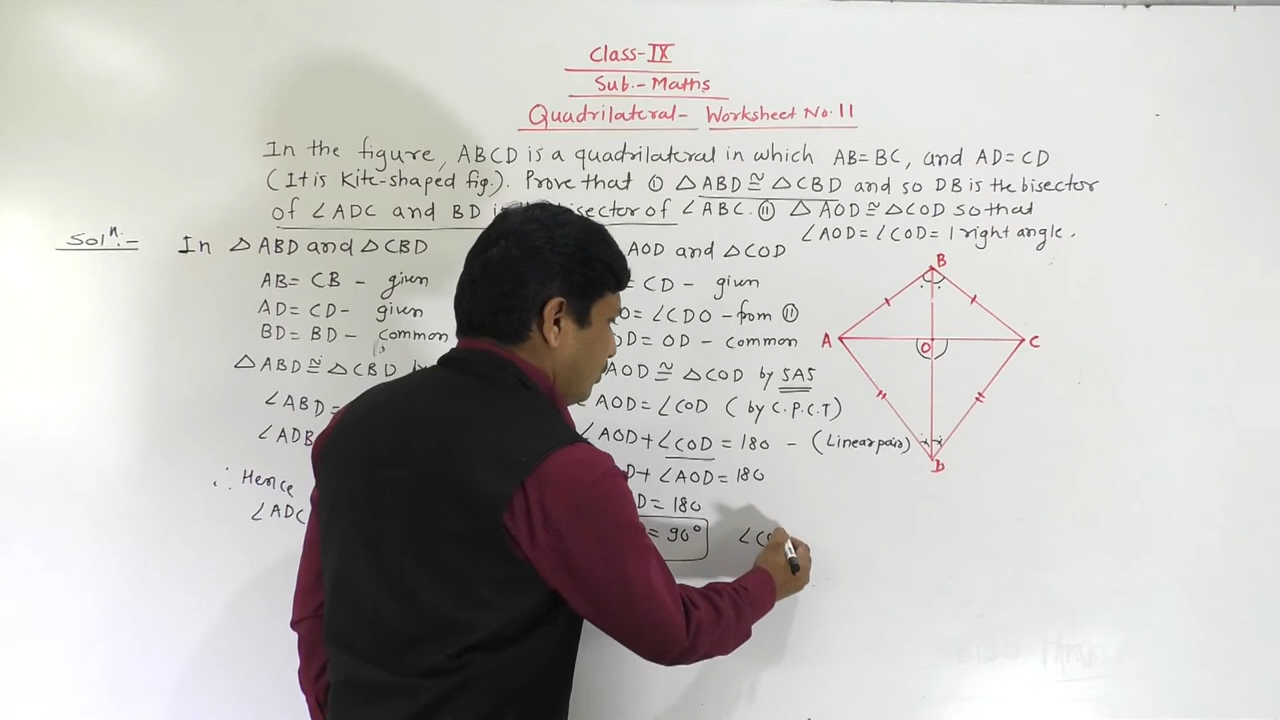 Class-IX
Sub.- Maths
Quadrilateral- Worksheet No. 11
In the figure, ABCD is a quadrilateral in which AB=BC, and AD=CD
(It is Kite-shaped fig.). Prove that ① △ABD ≅ △CBD and so DB is the bisector
of ∠ADC and BD bisector of ∠ABC. ⑪ △AOD ≅ △COD so that
∠AOD = ∠COD = 1 right angle.
Solⁿ:- In △ABD and △CBD
AB = CB - given
AD = CD - given
BD = BD - common
△ABD ≅ △CBD
∠ABD =
∠ADB
∴ Hence
∠ADC
AOD and △COD
= CD - given
= ∠CDO - from ⑪
OD = OD - common
AOD ≅ △COD by SAS
∠AOD = ∠COD (by C.P.C.T)
∠AOD + ∠COD = 180 - (Linear pair)
+ ∠AOD = 180
= 180
= 90°
∠CO
B
A
O
C
D